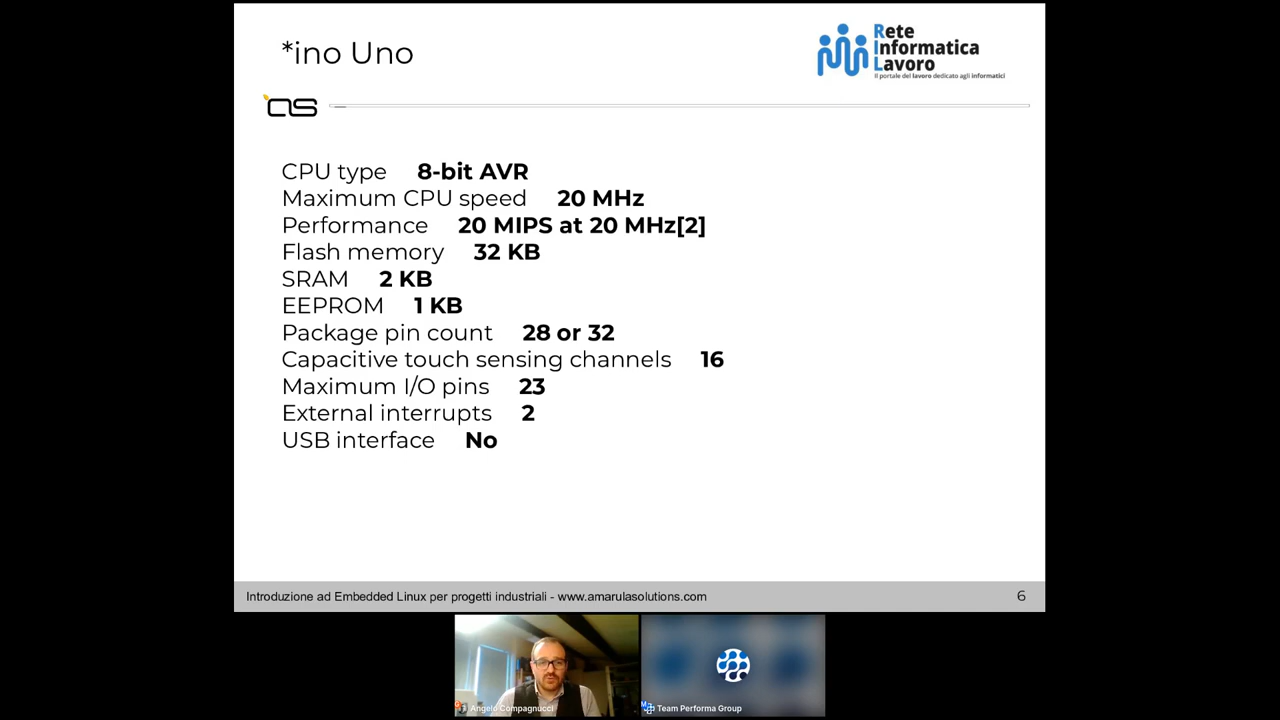 *ino Uno
Rete
Informatica
Lavoro
Il portale del lavoro dedicato agli informatici
CPU type 8-bit AVR
Maximum CPU speed 20 MHz
Performance 20 MIPS at 20 MHz[2]
Flash memory 32 KB
SRAM 2 KB
EEPROM 1 KB
Package pin count 28 or 32
Capacitive touch sensing channels 16
Maximum I/O pins 23
External interrupts 2
USB interface No
Introduzione ad Embedded Linux per progetti industriali - www.amarulasolutions.com 6
Angelo Compagnucci
Team Performa Group